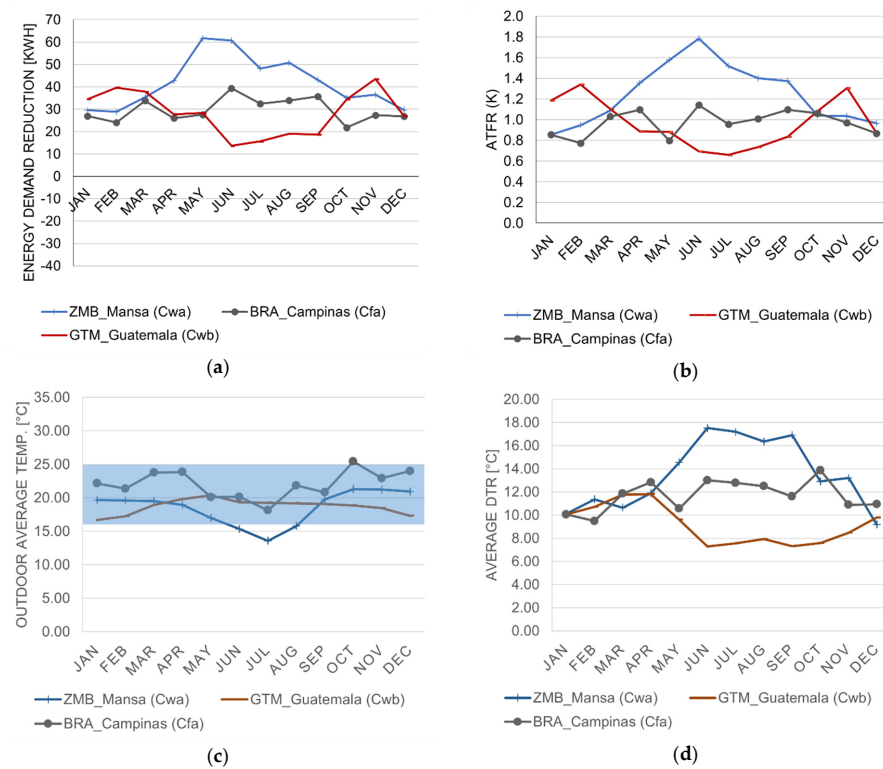 ENERGY DEMAND REDUCTION [KWH]
70
60
50
40
30
20
10
0
-10
-20
-30
-40
JAN
FEB
MAR
APR
MAY
JUN
JUL
AUG
SEP
OCT
NOV
DEC
ZMB_Mansa (Cwa)
BRA_Campinas (Cfa)
GTM_Guatemala (Cwb)
(a)
ATFR (K)
2.0
1.8
1.6
1.4
1.2
1.0
0.8
0.6
0.4
0.2
0.0
JAN
FEB
MAR
APR
MAY
JUN
JUL
AUG
SEP
OCT
NOV
DEC
ZMB_Mansa (Cwa)
GTM_Guatemala (Cwb)
BRA_Campinas (Cfa)
(b)
OUTDOOR AVERAGE TEMP. [°C]
35.00
30.00
25.00
20.00
15.00
10.00
5.00
0.00
JAN
FEB
MAR
APR
MAY
JUN
JUL
AUG
SEP
OCT
NOV
DEC
ZMB_Mansa (Cwa)
GTM_Guatemala (Cwb)
BRA_Campinas (Cfa)
(c)
AVERAGE DTR [°C]
20.00
18.00
16.00
14.00
12.00
10.00
8.00
6.00
4.00
2.00
0.00
JAN
FEB
MAR
APR
MAY
JUN
JUL
AUG
SEP
OCT
NOV
DEC
ZMB_Mansa (Cwa)
GTM_Guatemala (Cwb)
BRA_Campinas (Cfa)
(d)